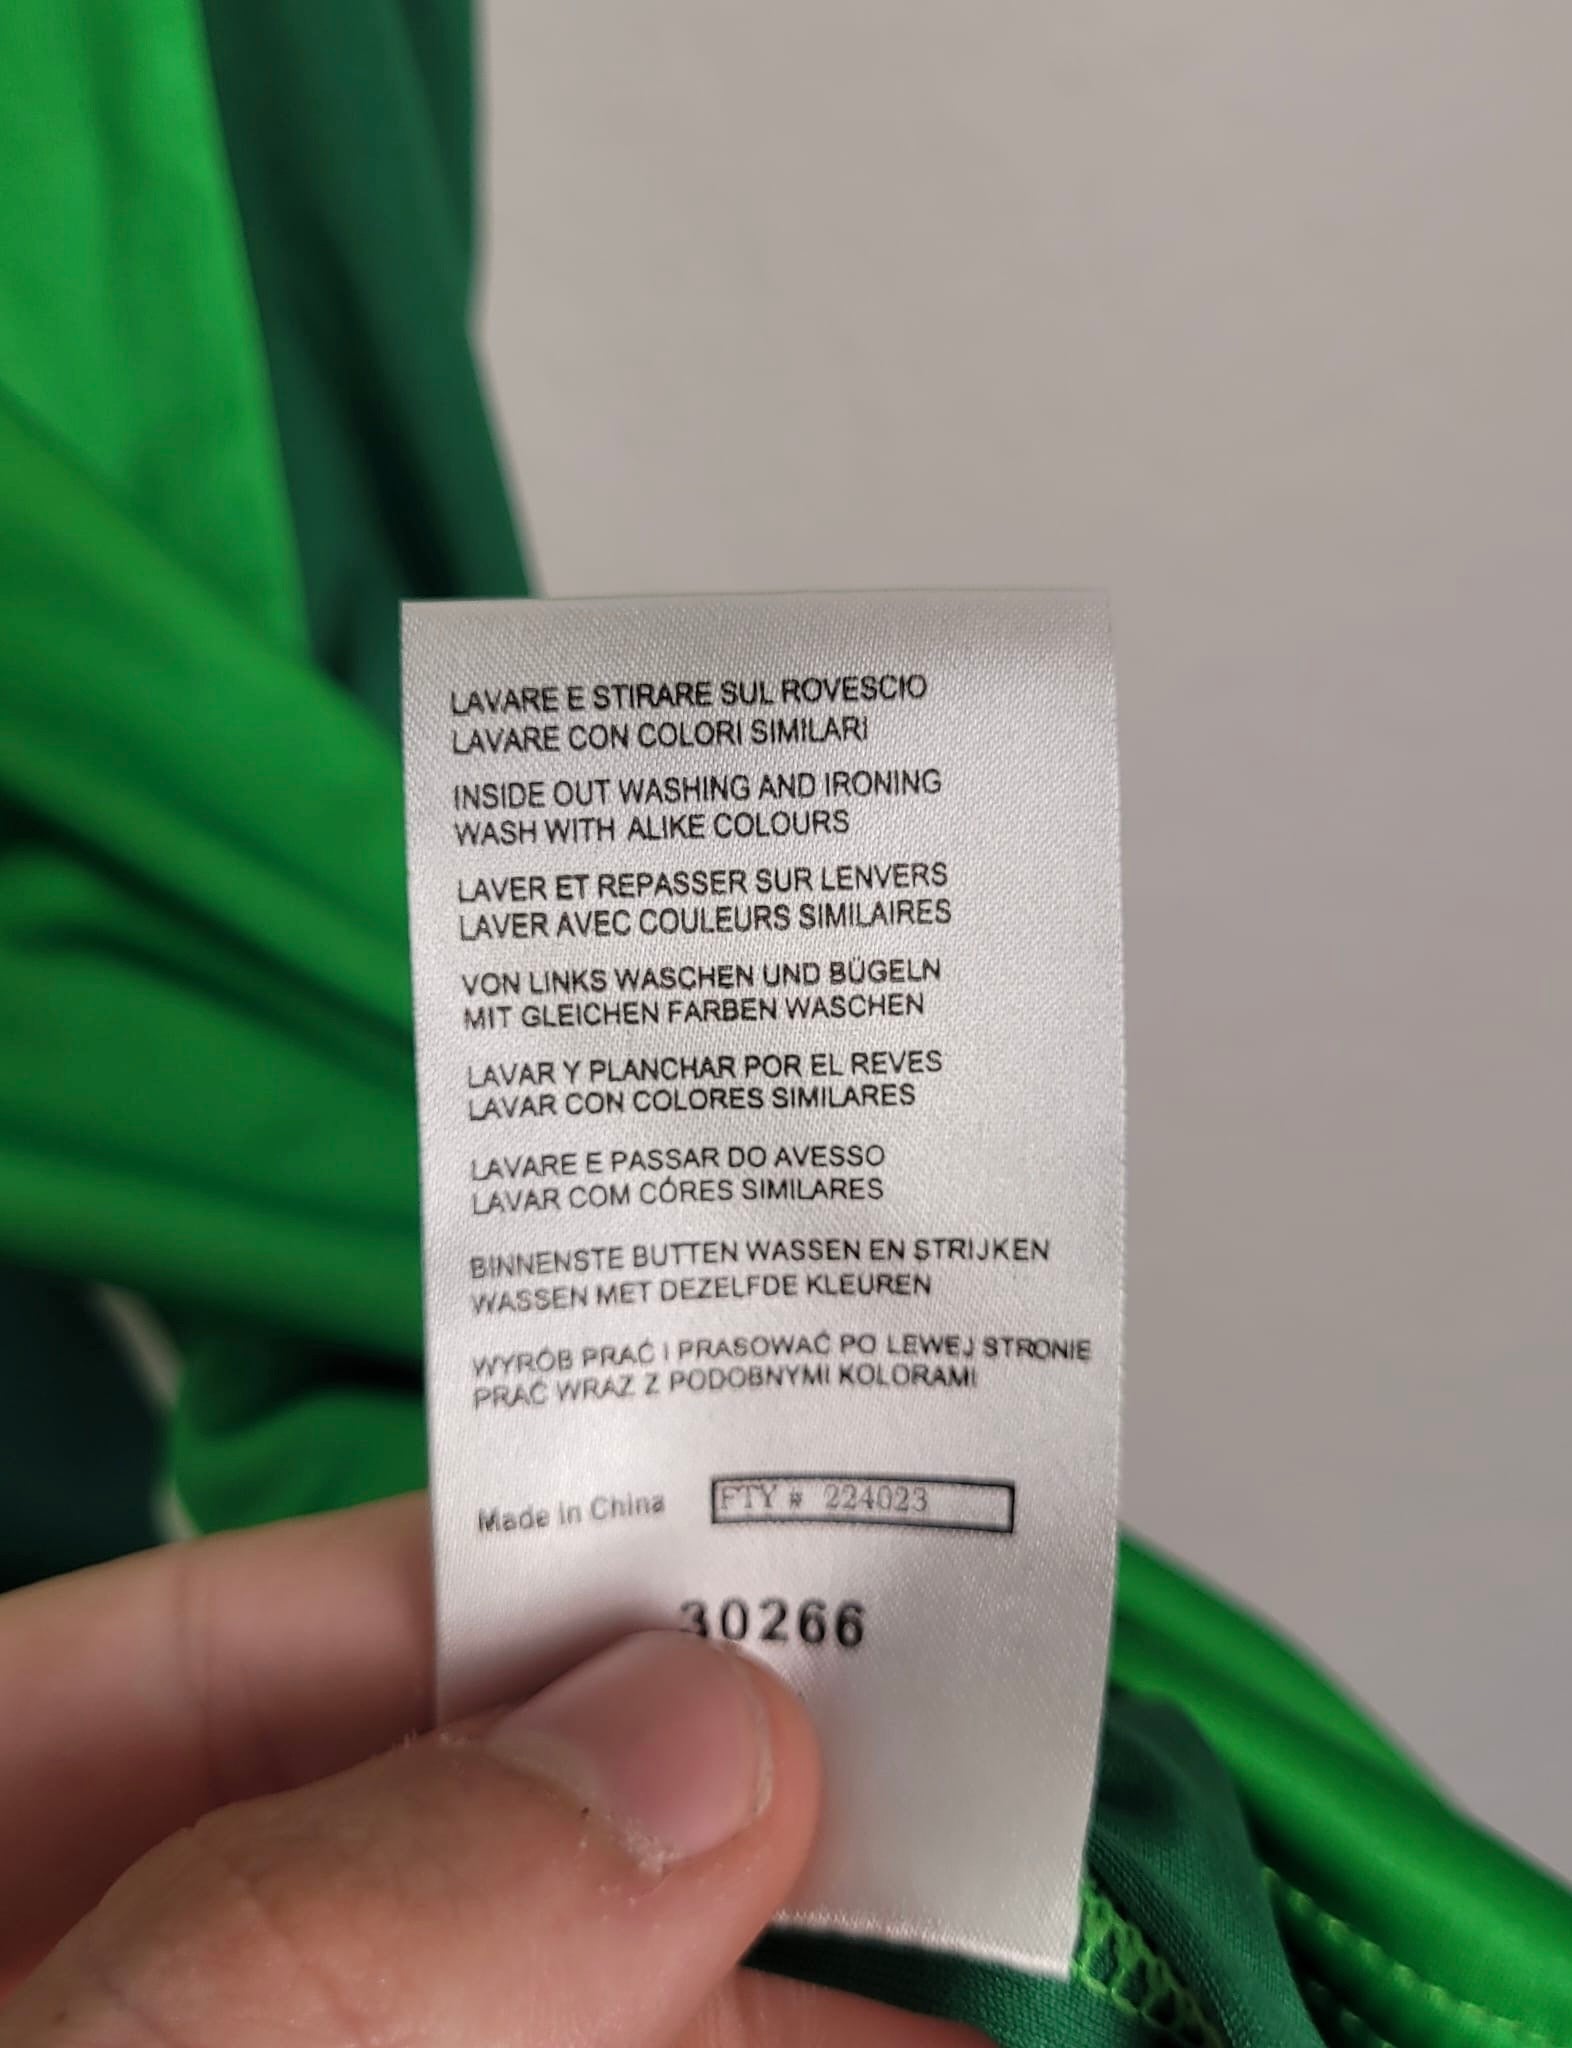 LAVARE E STIRARE SUL ROVESCIO
LAVARE CON COLORI SIMILARI
INSIDE OUT WASHING AND IRONING
WASH WITH ALIKE COLOURS
LAVER ET REPASSER SUR LENVERS
LAVER AVEC COULEURS SIMILAIRES
VON LINKS WASCHEN UND BÜGELN
MIT GLEICHEN FARBEN WASCHEN
LAVAR Y PLANCHAR POR EL REVES
LAVAR CON COLORES SIMILARES
LAVARE E PASSAR DO AVESSO
LAVAR COM CÓRES SIMILARES
BINNENSTE BUTTEN WASSEN EN STRIJKEN
WASSEN MET DEZELFDE KLEUREN
WYRÓB PRAĆ I PRASOWAĆ PO LEWEJ STRONIE
PRAĆ WRAZ Z PODOBNYMI KOLORAMI
Made in China
FTY # 224023
30266